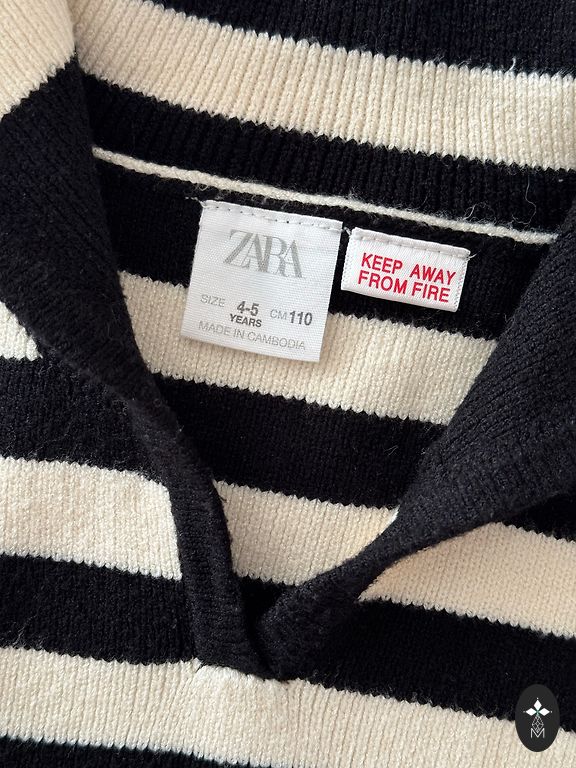 ZARA
SIZE 4-5 YEARS CM 110
MADE IN CAMBODIA
KEEP AWAY
FROM FIRE
M